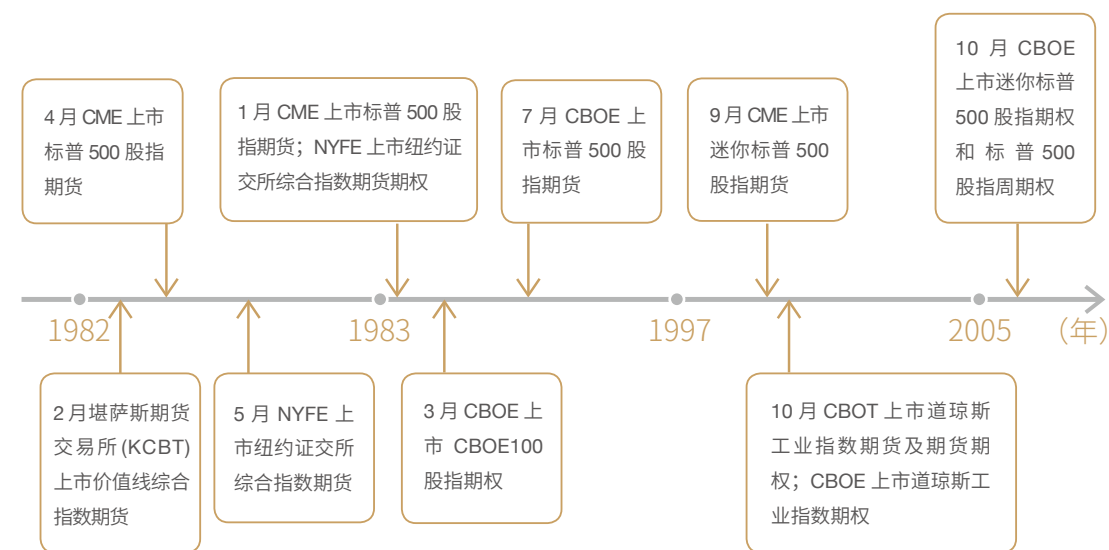 4 月 CME 上市
标普 500 股指
期货
1 月 CME 上市标普 500 股
指期货；NYFE 上市纽约证
交所综合指数期货期权
7 月 CBOE 上
市标普 500 股
指期货
9 月 CME 上市
迷你标普 500
股指期货
10 月 CBOE
上市迷你标普
500 股指期权
和标普500
股指周期权
1982
1983
1997
2005
（年）
2 月堪萨斯期货
交易所(KCBT)
上市价值线综合
指数期货
5 月 NYFE 上
市纽约证交所
综合指数期货
3 月 CBOE 上
市 CBOE100
股指期权
10 月 CBOT 上市道琼斯
工业指数期货及期货期
权；CBOE 上市道琼斯工
业指数期权